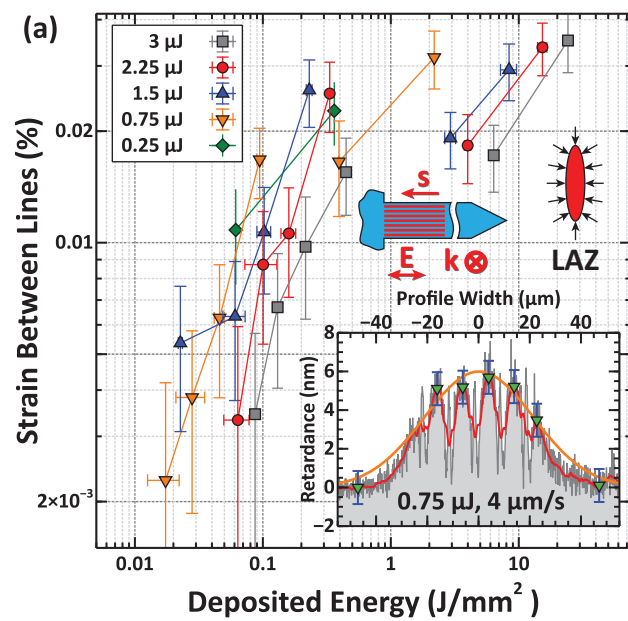 (a)
3 µJ
2.25 µJ
1.5 µJ
0.75 µJ
0.25 µJ
Strain Between Lines (%)
0.02
0.01
2×10⁻³
s
E
k ⊗
LAZ
Profile Width (µm)
-40 0 40
Retardance (nm)
8
6
4
2
0
−2
0.75 µJ, 4 µm/s
0.01 0.1 1 10
Deposited Energy (J/mm²)